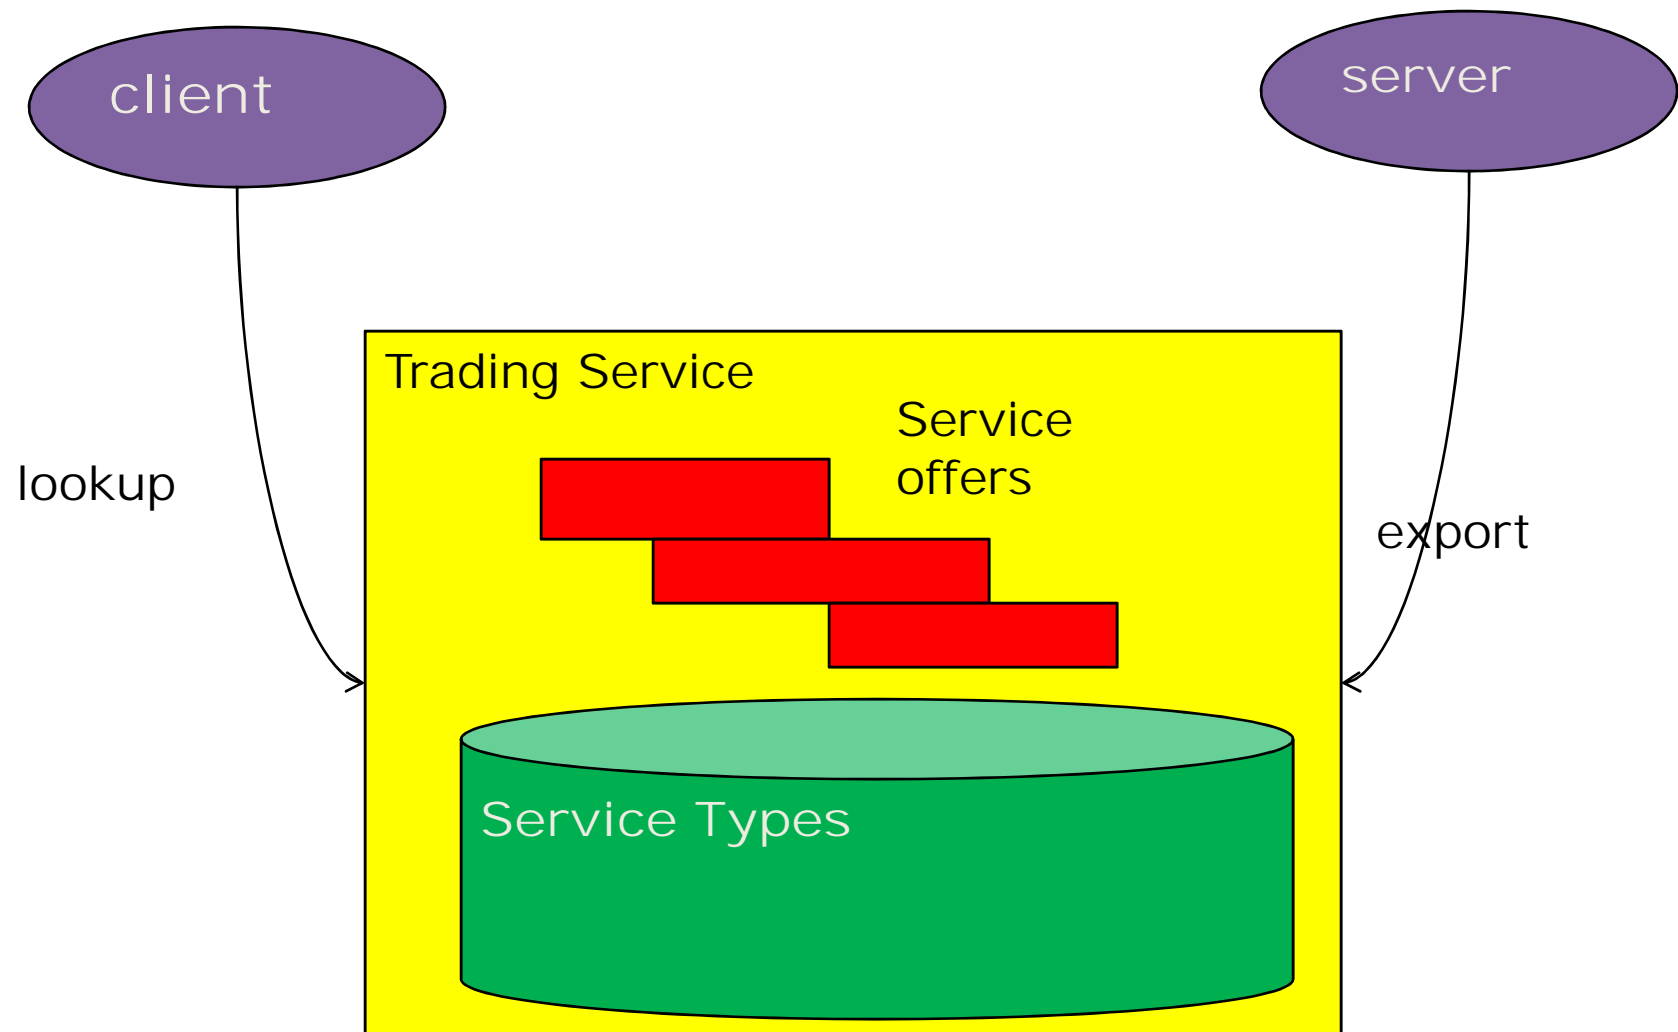 client
server
Trading Service
Service
offers
lookup
export
Service Types